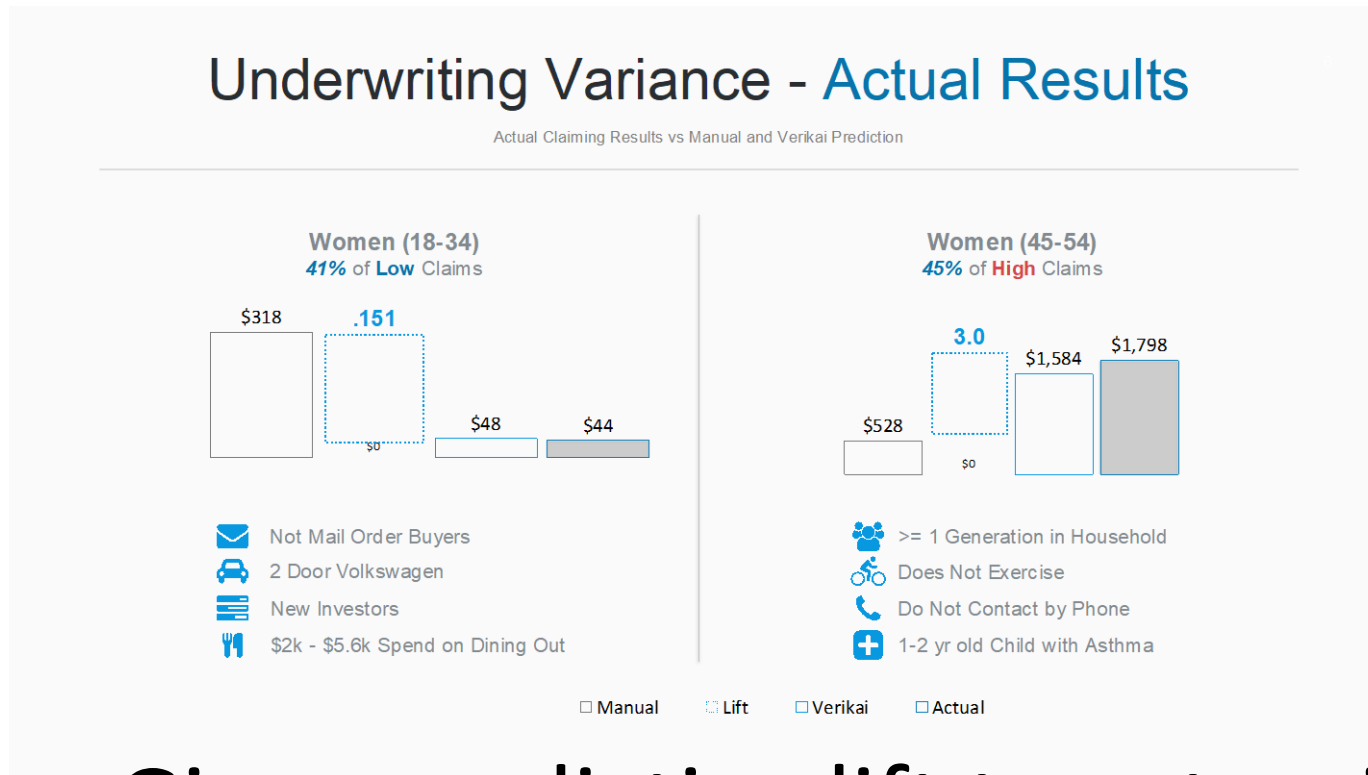 Underwriting Variance - Actual Results
Actual Claiming Results vs Manual and Verikai Prediction
Women (18-34)
41% of Low Claims
$318
.151
$0
$48
$44
Not Mail Order Buyers
2 Door Volkswagen
New Investors
$2k - $5.6k Spend on Dining Out
Women (45-54)
45% of High Claims
$528
3.0
$0
$1,584
$1,798
>= 1 Generation in Household
Does Not Exercise
Do Not Contact by Phone
1-2 yr old Child with Asthma
Manual Lift Verikai Actual